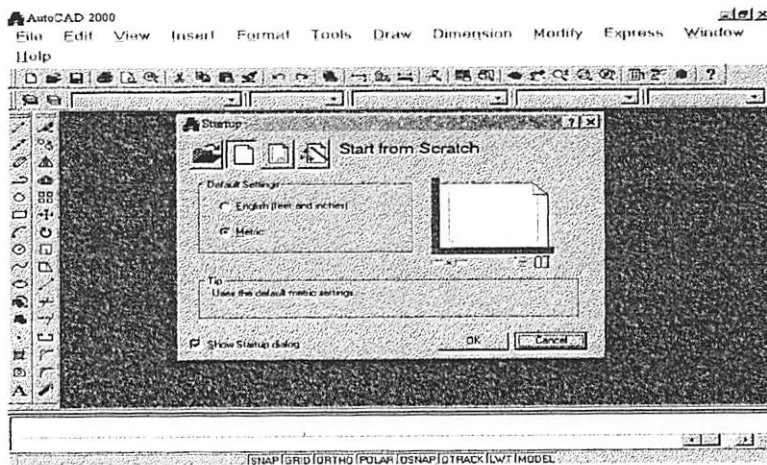 AutoCAD 2000
File Edit View Insert Format Tools Draw Dimension Modify Express Window
Help
Startup
Start from Scratch
Default Settings
English (feet and inches)
Metric
Tip
Uses the default metric settings
Show Startup dialog
OK Cancel
A
SNAP GRID ORTHO POLAR OSNAP OTRACK LWT MODEL